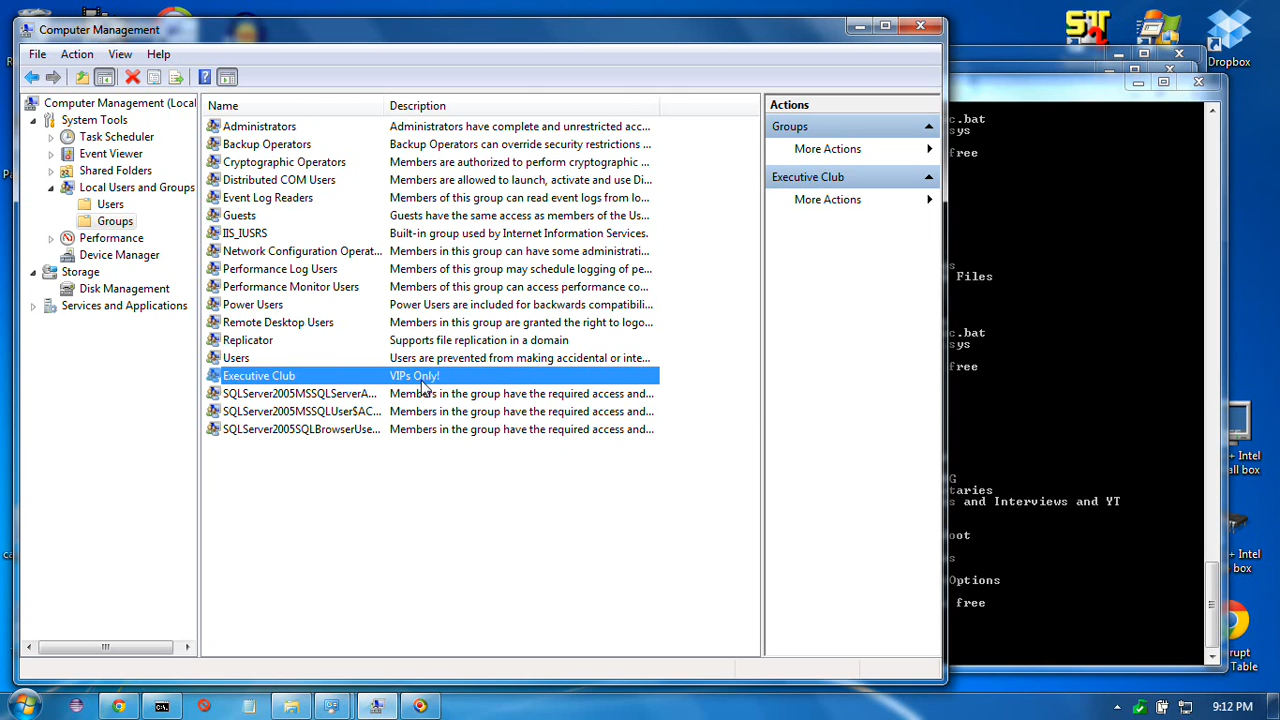 Computer Management
File Action View Help
Computer Management (Local
System Tools
Task Scheduler
Event Viewer
Shared Folders
Local Users and Groups
Users
Groups
Performance
Device Manager
Storage
Disk Management
Services and Applications
Name Description
Administrators Administrators have complete and unrestricted acc...
Backup Operators Backup Operators can override security restrictions ...
Cryptographic Operators Members are authorized to perform cryptographic ...
Distributed COM Users Members are allowed to launch, activate and use Di...
Event Log Readers Members of this group can read event logs from lo...
Guests Guests have the same access as members of the Us...
IIS_IUSRS Built-in group used by Internet Information Services.
Network Configuration Operat... Members in this group can have some administrati...
Performance Log Users Members of this group may schedule logging of pe...
Performance Monitor Users Members of this group can access performance co...
Power Users Power Users are included for backwards compatibili...
Remote Desktop Users Members in this group are granted the right to logo...
Replicator Supports file replication in a domain
Users Users are prevented from making accidental or inte...
Executive Club VIPs Only!
SQLServer2005MSSQLServerA... Members in the group have the required access and...
SQLServer2005MSSQLUser$AC... Members in the group have the required access and...
SQLServer2005SQLBrowserUse... Members in the group have the required access and...
Actions
Groups
More Actions
Executive Club
More Actions
c.bat
sys
free
s
Files
c.bat
sys
free
G
taries
s and Interviews and YT
oot
s
Options
free
Dropbox
+ Intel
all box
+ Intel
box
rupt
Table
9:12 PM